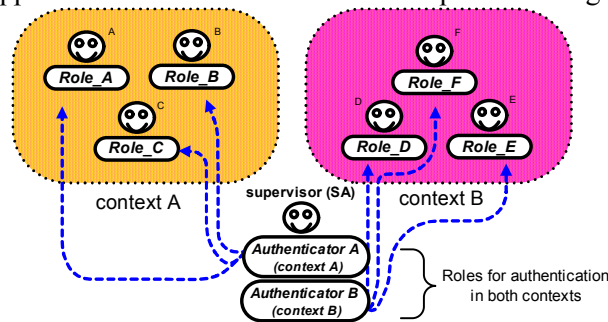 A
B
Role_A
Role_B
C
Role_C
context A
F
Role_F
D
E
Role_D
Role_E
context B
supervisor (SA)
Authenticator A
(context A)
Authenticator B
(context B)
Roles for authentication
in both contexts